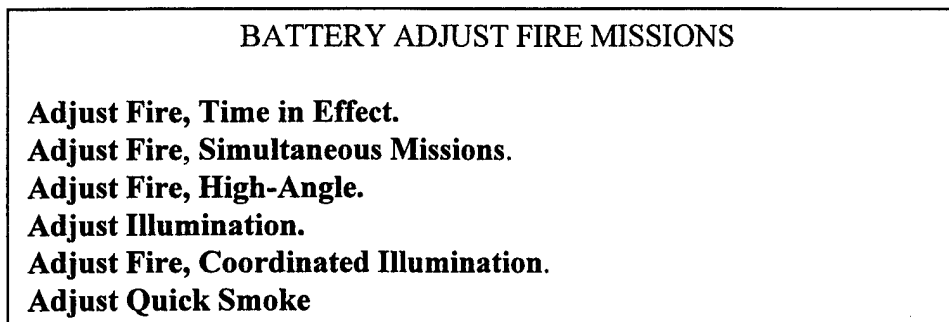 BATTERY ADJUST FIRE MISSIONS
Adjust Fire, Time in Effect.
Adjust Fire, Simultaneous Missions.
Adjust Fire, High-Angle.
Adjust Illumination.
Adjust Fire, Coordinated Illumination.
Adjust Quick Smoke